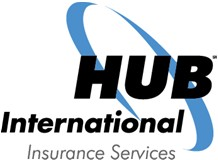 HUB
International
Insurance Services